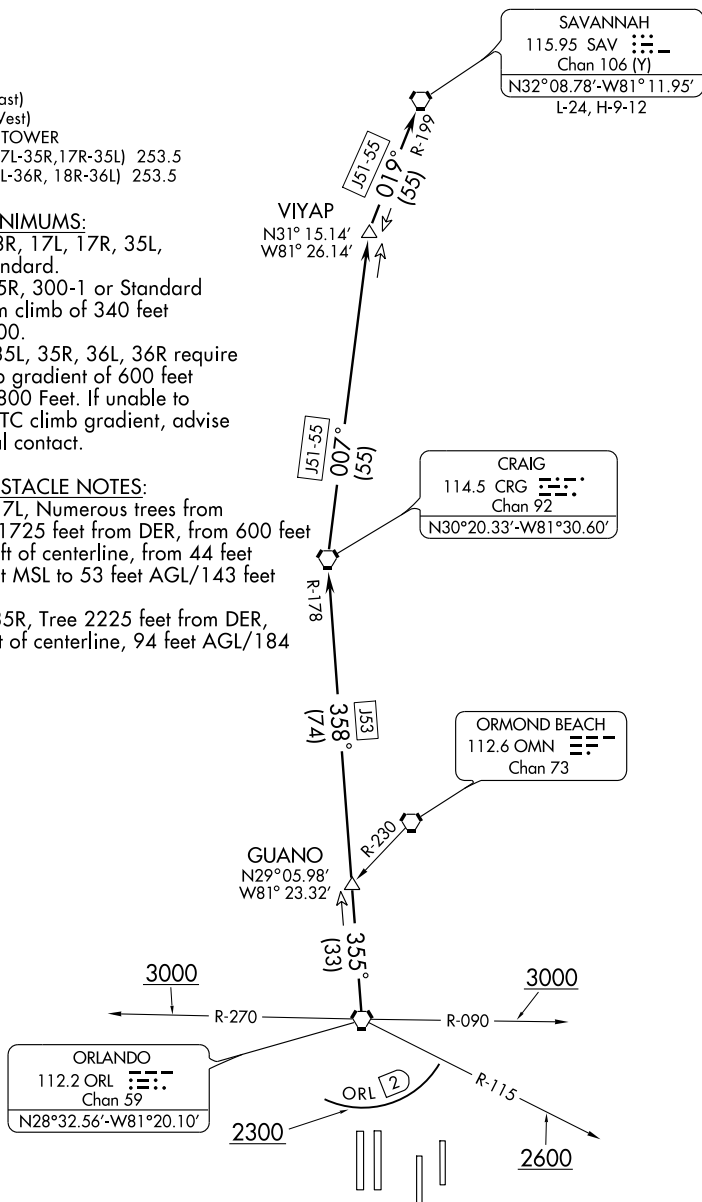 SAVANNAH
115.95 SAV
Chan 106 (Y)
N32°08.78'-W81°11.95'
L-24, H-9-12
ast)
Vest)
TOWER
7L-35R,17R-35L) 253.5
L-36R, 18R-36L) 253.5
J51-55
019°
(55)
R-199
VIYAP
N31° 15.14'
W81° 26.14'
NIMUMS:
8R, 17L, 17R, 35L,
ndard.
5R, 300-1 or Standard
m climb of 340 feet
00.
35L, 35R, 36L, 36R require
b gradient of 600 feet
800 Feet. If unable to
TC climb gradient, advise
al contact.
J51-55
007°
(55)
CRAIG
114.5 CRG
Chan 92
N30°20.33'-W81°30.60'
STACLE NOTES:
7L, Numerous trees from
1725 feet from DER, from 600 feet
ft of centerline, from 44 feet
t MSL to 53 feet AGL/143 feet
35R, Tree 2225 feet from DER,
t of centerline, 94 feet AGL/184
R-178
J53
358°
(74)
ORMOND BEACH
112.6 OMN
Chan 73
R-230
GUANO
N29°05.98'
W81° 23.32'
355°
(33)
3000
3000
R-270
R-090
ORLANDO
112.2 ORL
Chan 59
N28°32.56'-W81°20.10'
R-115
ORL 2
2300
2600